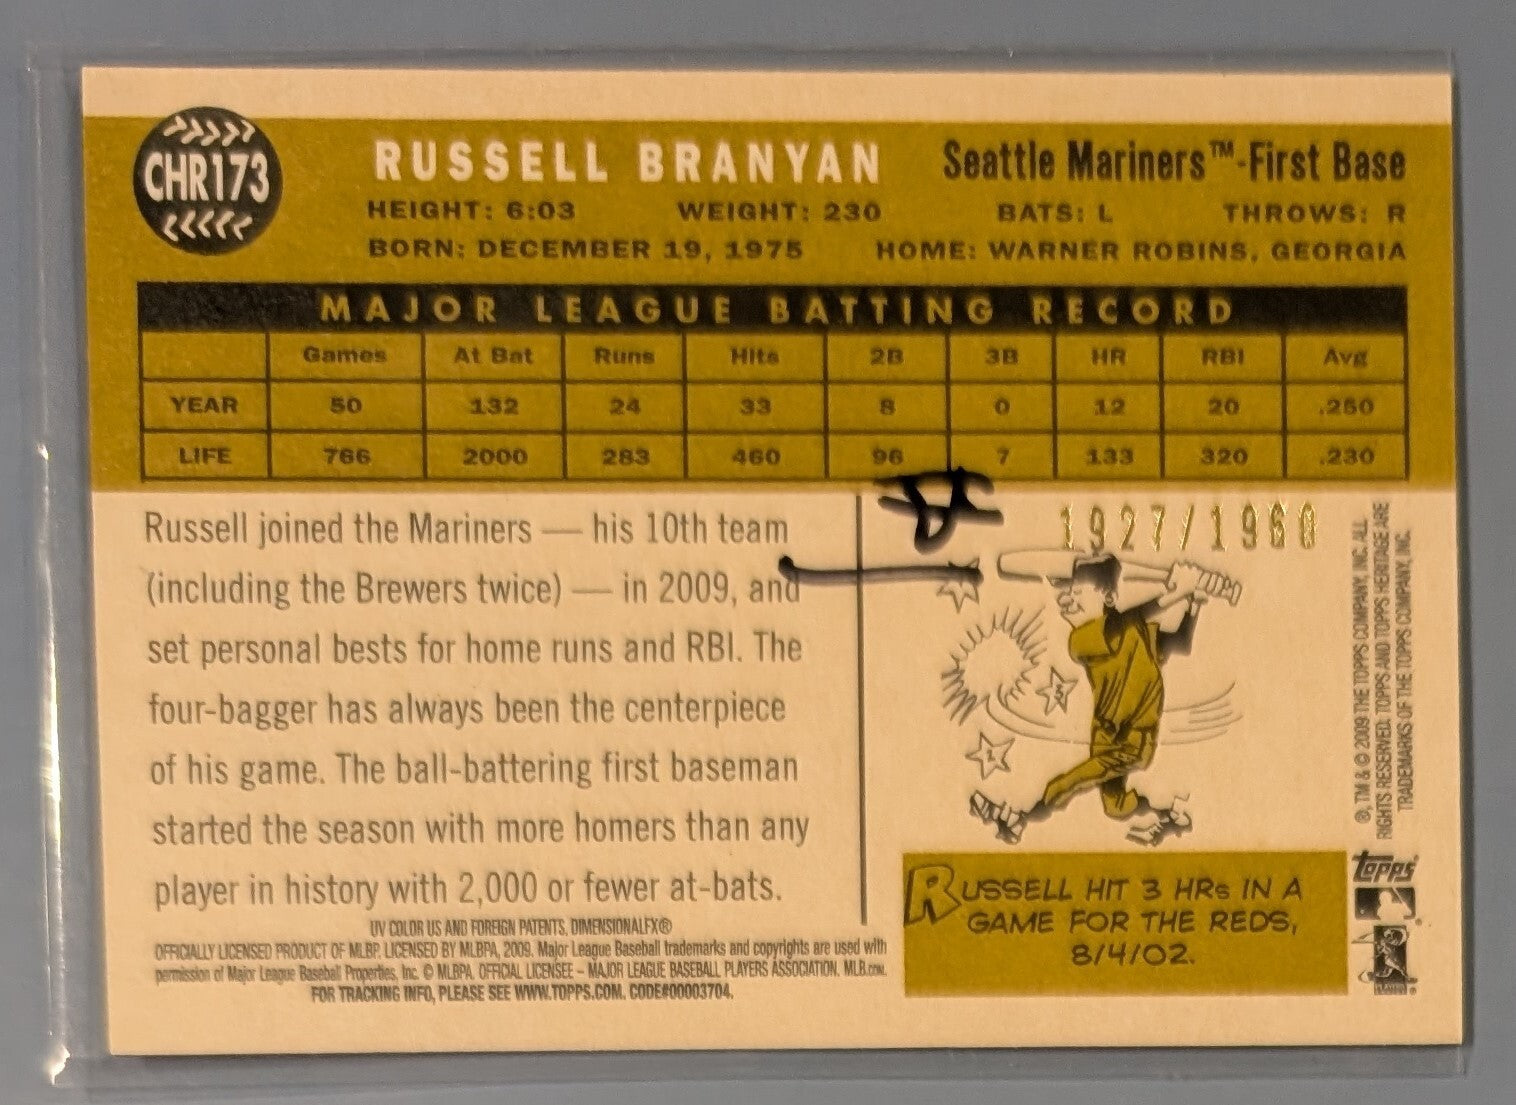 CHR173
RUSSELL BRANYAN
Seattle Mariners™-First Base
HEIGHT: 6:03 WEIGHT: 230 BATS: L THROWS: R
BORN: DECEMBER 19, 1975 HOME: WARNER ROBINS, GEORGIA
MAJOR LEAGUE BATTING RECORD
Games At Bat Runs Hits 2B 3B HR RBI Avg
YEAR 50 132 24 33 8 0 12 20 .250
LIFE 766 2000 283 460 96 7 133 320 .230
Russell joined the Mariners — his 10th team
(including the Brewers twice) — in 2009, and
set personal bests for home runs and RBI. The
four-bagger has always been the centerpiece
of his game. The ball-battering first baseman
started the season with more homers than any
player in history with 2,000 or fewer at-bats.
UV COLOR US AND FOREIGN PATENTS, DIMENSIONALFX®
OFFICIALLY LICENSED PRODUCT OF MLBP. LICENSED BY MLBPA, 2009. Major League Baseball trademarks and copyrights are used with
permission of Major League Baseball Properties, Inc. © MLBPA. OFFICIAL LICENSEE – MAJOR LEAGUE BASEBALL PLAYERS ASSOCIATION. MLB.com.
FOR TRACKING INFO, PLEASE SEE WWW.TOPPS.COM. CODE#00003704.
1927/1960
RUSSELL HIT 3 HRs IN A
GAME FOR THE REDS,
8/4/02.
®, TM & © 2009 THE TOPPS COMPANY, INC. ALL
RIGHTS RESERVED. TOPPS AND TOPPS HERITAGE ARE
TRADEMARKS OF THE TOPPS COMPANY, INC.
topps®